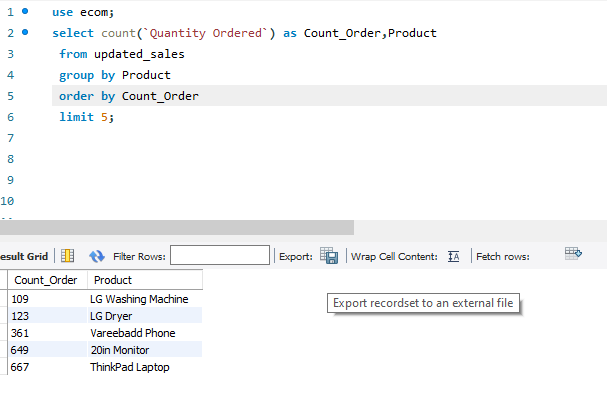 1 use ecom;
2 select count(`Quantity Ordered`) as Count_Order,Product
3 from updated_sales
4 group by Product
5 order by Count_Order
6 limit 5;
7
8
9
10
esult Grid Filter Rows: Export: Wrap Cell Content: IA Fetch rows:
Count_Order Product
109 LG Washing Machine
123 LG Dryer
361 Vareebadd Phone
649 20in Monitor
667 ThinkPad Laptop
Export recordset to an external file